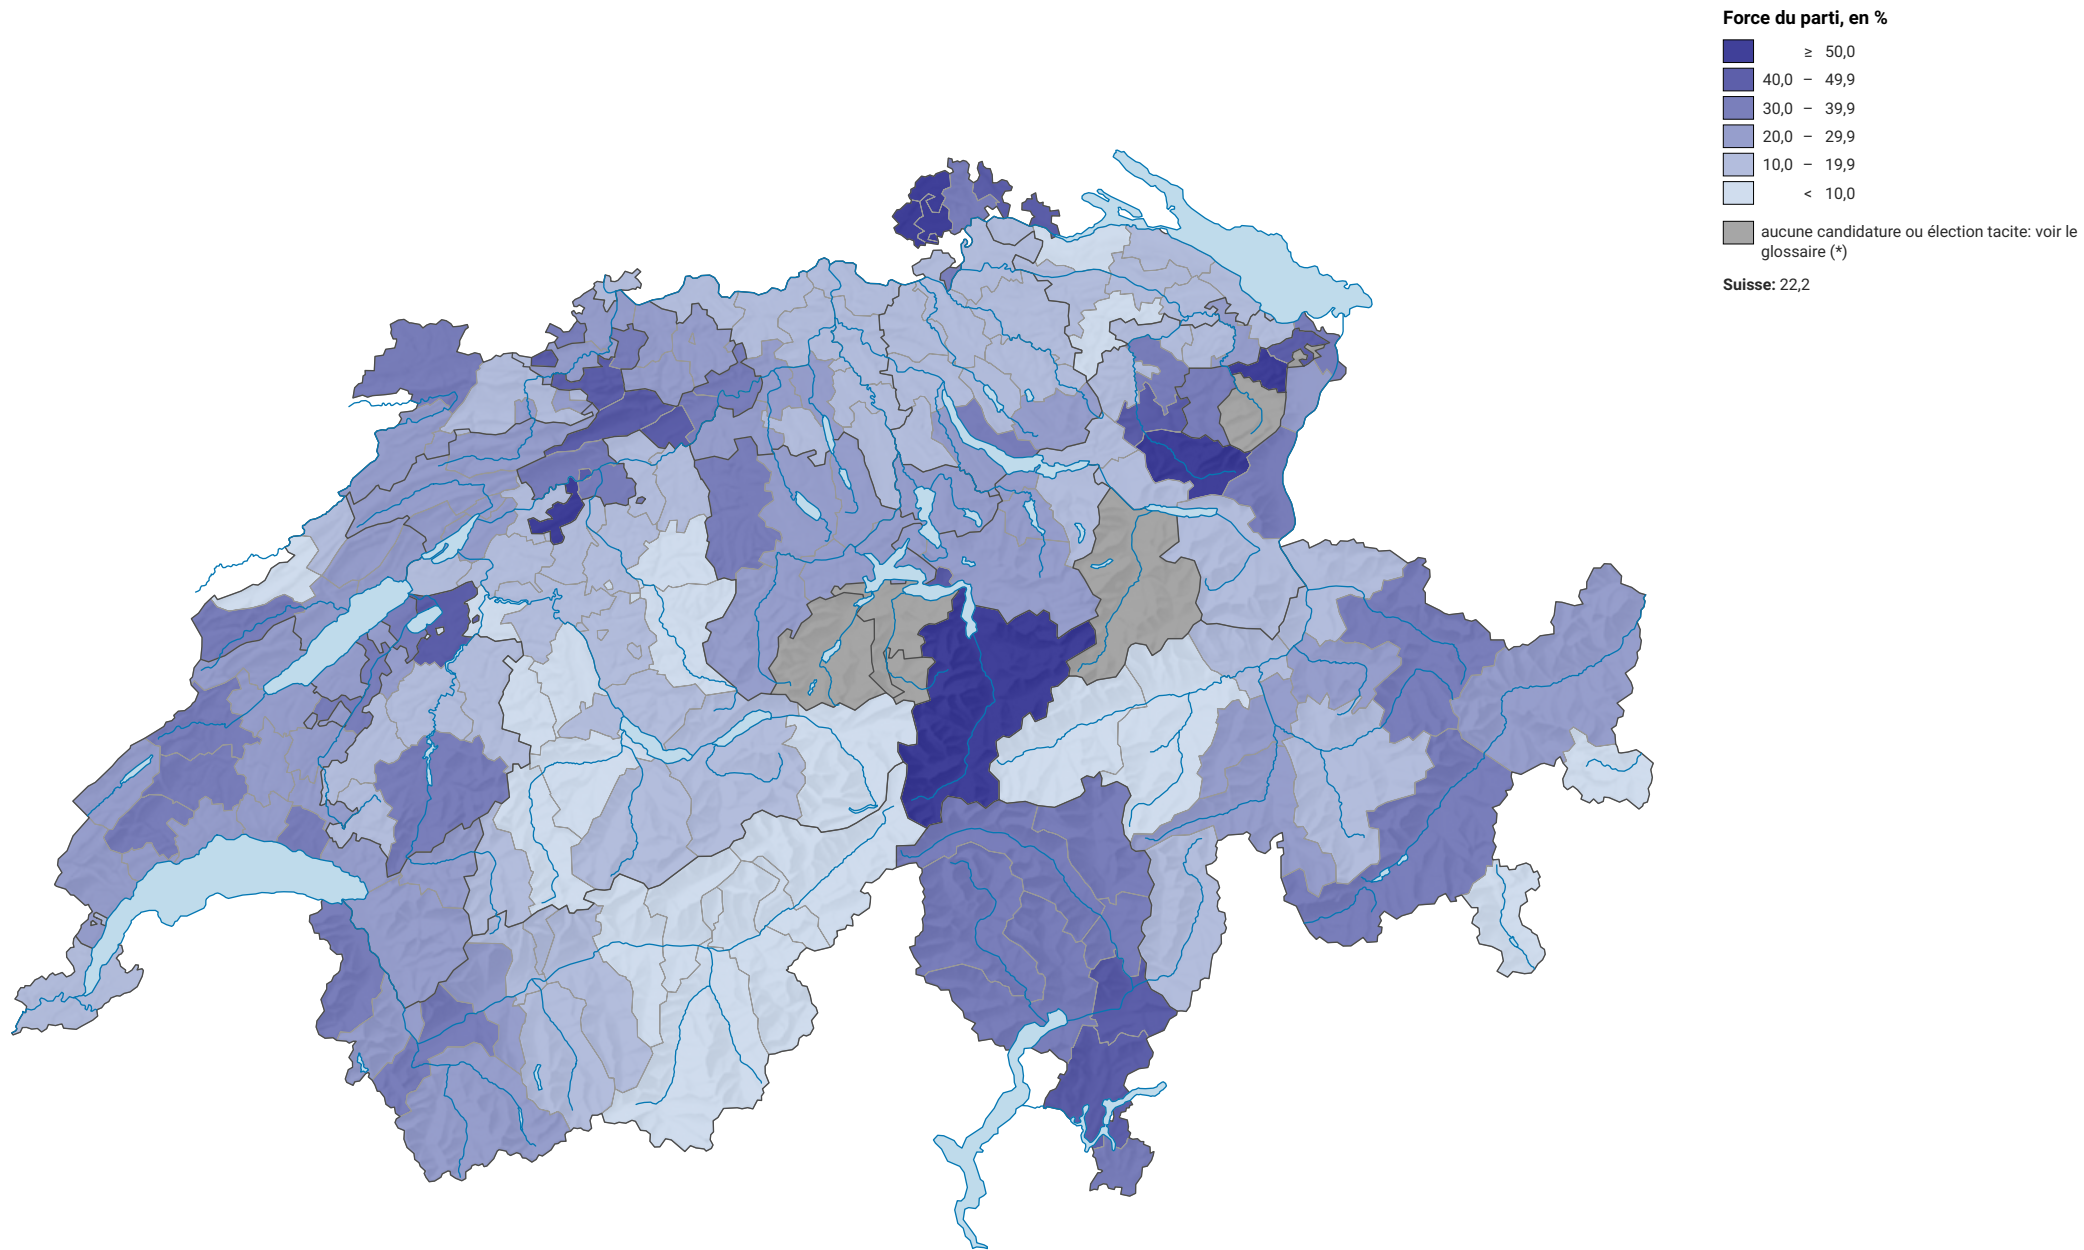 Force du parti, en %
≥ 50,0
40,0 – 49,9
30,0 – 39,9
20,0 – 29,9
10,0 – 19,9
< 10,0
aucune candidature ou élection tacite: voir le
glossaire (*)
Suisse: 22,2